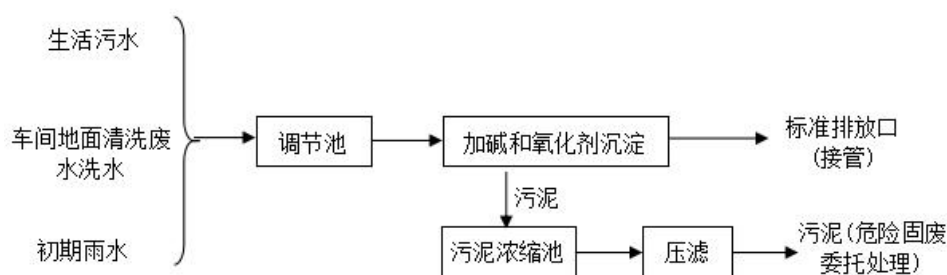 生活污水
车间地面清洗废
水洗水
初期雨水
调节池
加碱和氧化剂沉淀
标准排放口
(接管)
污泥
污泥浓缩池
压滤
污泥(危险固废
委托处理)